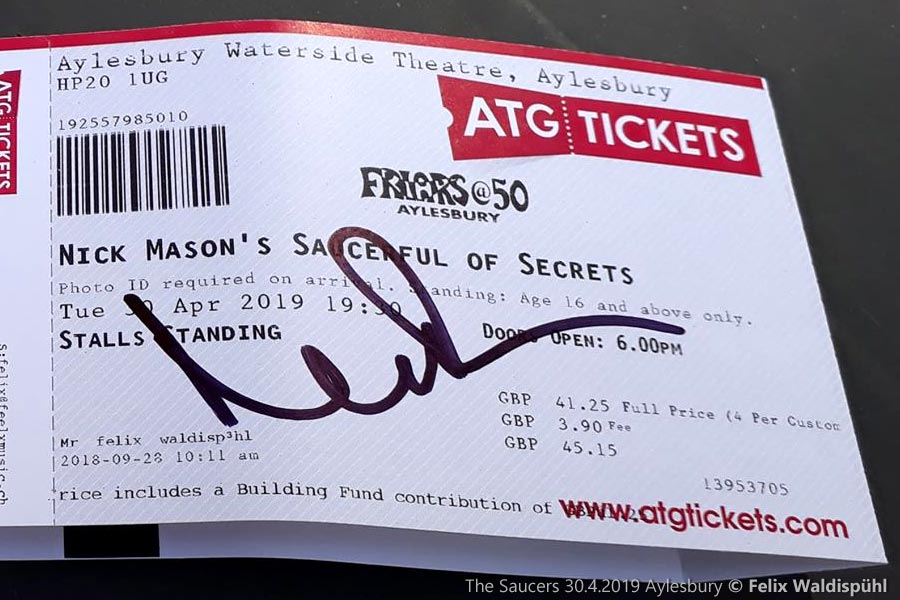 Aylesbury Waterside Theatre, Aylesbury
HP20 1UG
ATG TICKETS
ATG TICKETS
192557985010
FRIARS @ 50
AYLESBURY
NICK MASON'S SAUCERFUL OF SECRETS
Photo ID required on arrival. Standing: Age 16 and above only.
Tue 30 Apr 2019 19:30
STALLS STANDING
DOORS OPEN: 6.00PM
GBP 41.25 Full Price (4 Per Custom
GBP 3.90 Fee
GBP 45.15
Mr felix waldisp³hl
2018-09-28 10:11 am
13953705
rice includes a Building Fund contribution of
www.atgtickets.com
The Saucers 30.4.2019 Aylesbury © Felix Waldispühl